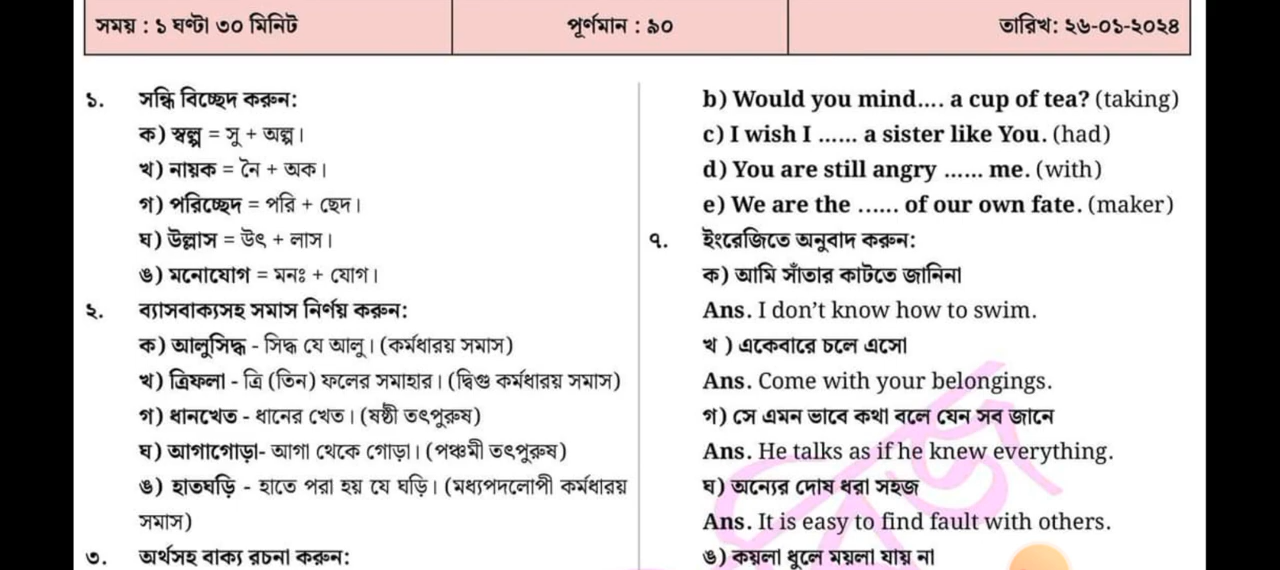 সময় : ১ ঘণ্টা ৩০ মিনিট
পূর্ণমান : ৯০
তারিখ: ২৬-০১-২০২৪
১. সন্ধি বিচ্ছেদ করুন:
ক) স্বল্প = সু + অল্প।
খ) নায়ক = নৈ + অক।
গ) পরিচ্ছেদ = পরি + ছেদ।
ঘ) উল্লাস = উৎ + লাস।
ঙ) মনোযোগ = মনঃ + যোগ।
২. ব্যাসবাক্যসহ সমাস নির্ণয় করুন:
ক) আলুসিদ্ধ - সিদ্ধ যে আলু। (কর্মধারয় সমাস)
খ) ত্রিফলা - ত্রি (তিন) ফলের সমাহার। (দ্বিগু কর্মধারয় সমাস)
গ) ধানখেত - ধানের খেত। (ষষ্ঠী তৎপুরুষ)
ঘ) আগাগোড়া- আগা থেকে গোড়া। (পঞ্চমী তৎপুরুষ)
ঙ) হাতঘড়ি - হাতে পরা হয় যে ঘড়ি। (মধ্যপদলোপী কর্মধারয়
সমাস)
৩. অর্থসহ বাক্য রচনা করুন:
b) Would you mind.... a cup of tea? (taking)
c) I wish I ...... a sister like You. (had)
d) You are still angry ...... me. (with)
e) We are the ...... of our own fate. (maker)
৭. ইংরেজিতে অনুবাদ করুন:
ক) আমি সাঁতার কাটতে জানিনা
Ans. I don’t know how to swim.
খ ) একেবারে চলে এসো
Ans. Come with your belongings.
গ) সে এমন ভাবে কথা বলে যেন সব জানে
Ans. He talks as if he knew everything.
ঘ) অন্যের দোষ ধরা সহজ
Ans. It is easy to find fault with others.
ঙ) কয়লা ধুলে ময়লা যায় না